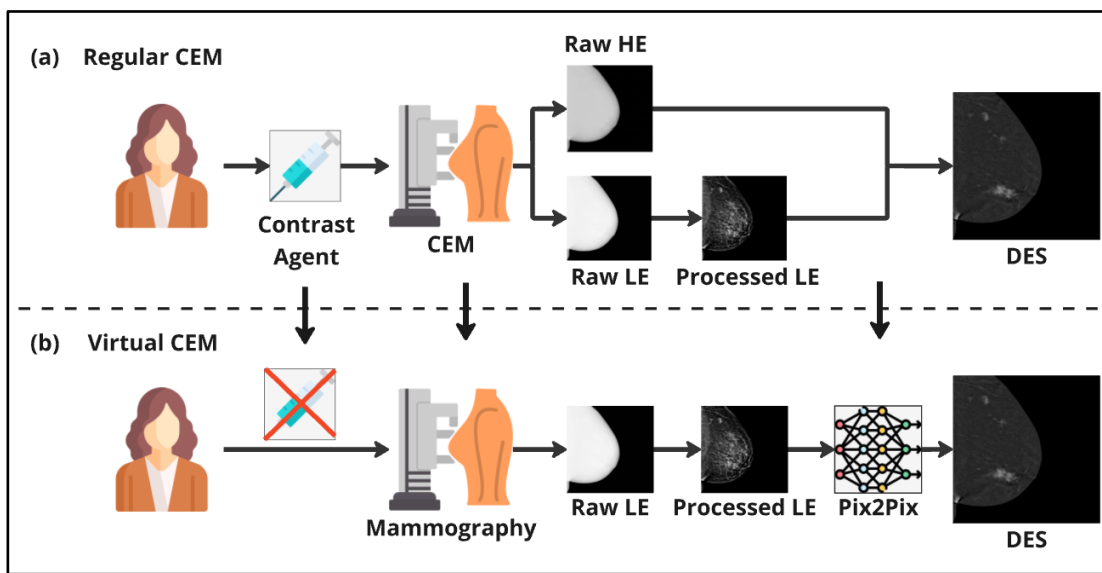 (a) Regular CEM
Raw HE
Contrast
Agent
CEM
Raw LE
Processed LE
DES
(b) Virtual CEM
Mammography
Raw LE
Processed LE
Pix2Pix
DES